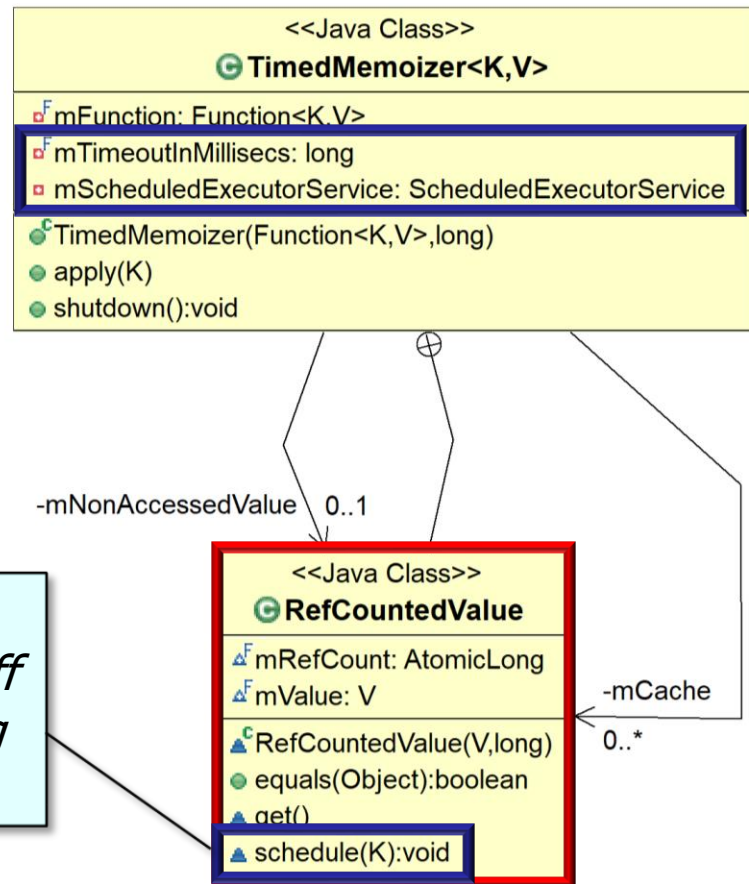 <<Java Class>>
TimedMemoizer<K,V>
mFunction: Function<K,V>
mTimeoutInMillisecs: long
mScheduledExecutorService: ScheduledExecutorService
TimedMemoizer(Function<K,V>,long)
apply(K)
shutdown():void
-mNonAccessedValue 0..1
<<Java Class>>
RefCountedValue
mRefCount: AtomicLong
mValue: V
-mCache
0..*
RefCountedValue(V,long)
equals(Object):boolean
get()
schedule(K):void